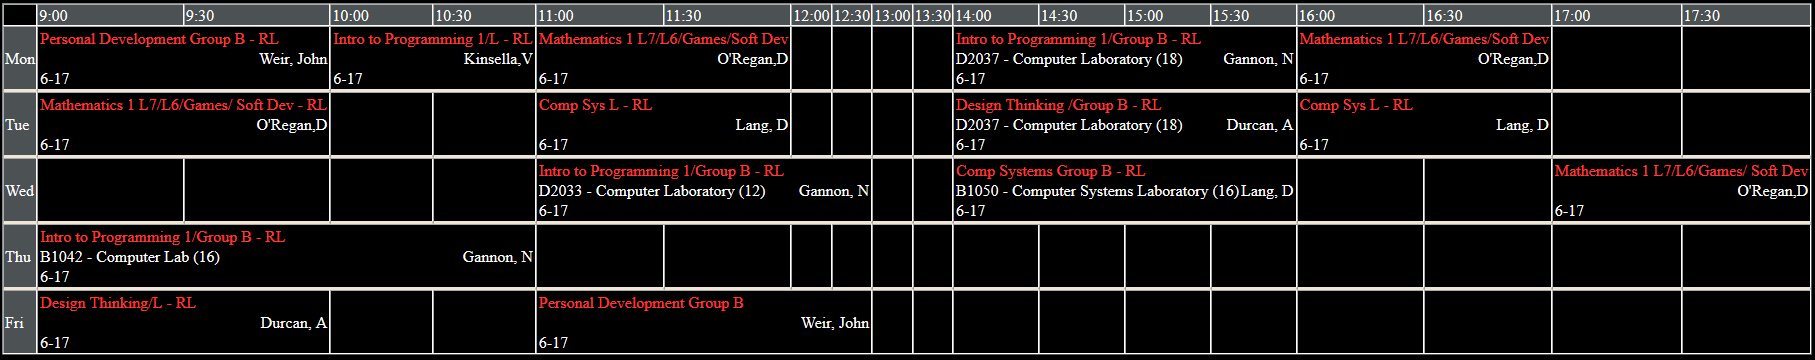 9:00 9:30 10:00 10:30 11:00 11:30 12:00 12:30 13:00 13:30 14:00 14:30 15:00 15:30 16:00 16:30 17:00 17:30
Mon
Personal Development Group B - RL
Weir, John
6-17
Intro to Programming 1/L - RL
Kinsella,V
6-17
Mathematics 1 L7/L6/Games/Soft Dev
O'Regan,D
6-17
Intro to Programming 1/Group B - RL
D2037 - Computer Laboratory (18) Gannon, N
6-17
Mathematics 1 L7/L6/Games/Soft Dev
O'Regan,D
6-17
Tue
Mathematics 1 L7/L6/Games/ Soft Dev - RL
O'Regan,D
6-17
Comp Sys L - RL
Lang, D
6-17
Design Thinking /Group B - RL
D2037 - Computer Laboratory (18) Durcan, A
6-17
Comp Sys L - RL
Lang, D
6-17
Wed
Intro to Programming 1/Group B - RL
D2033 - Computer Laboratory (12) Gannon, N
6-17
Comp Systems Group B - RL
B1050 - Computer Systems Laboratory (16) Lang, D
6-17
Mathematics 1 L7/L6/Games/ Soft Dev
O'Regan,D
6-17
Thu
Intro to Programming 1/Group B - RL
B1042 - Computer Lab (16) Gannon, N
6-17
Fri
Design Thinking/L - RL
Durcan, A
6-17
Personal Development Group B
Weir, John
6-17